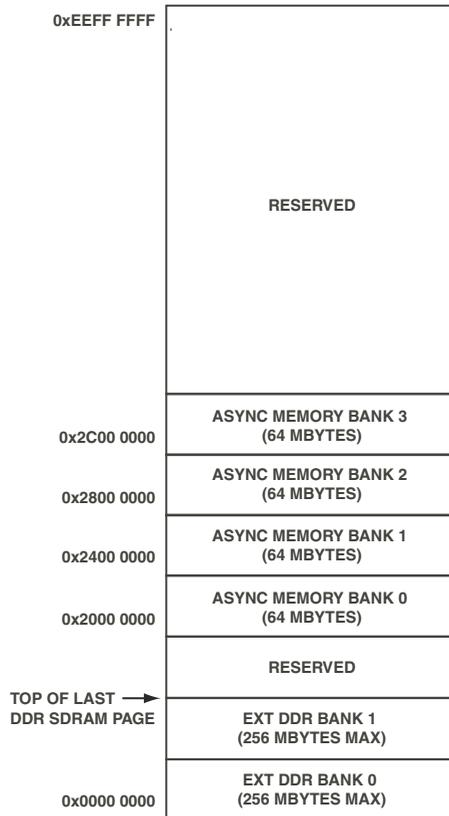 0xEEFF FFFF
RESERVED
ASYNC MEMORY BANK 3
(64 MBYTES)
0x2C00 0000
ASYNC MEMORY BANK 2
(64 MBYTES)
0x2800 0000
ASYNC MEMORY BANK 1
(64 MBYTES)
0x2400 0000
ASYNC MEMORY BANK 0
(64 MBYTES)
0x2000 0000
RESERVED
TOP OF LAST
DDR SDRAM PAGE
EXT DDR BANK 1
(256 MBYTES MAX)
EXT DDR BANK 0
(256 MBYTES MAX)
0x0000 0000